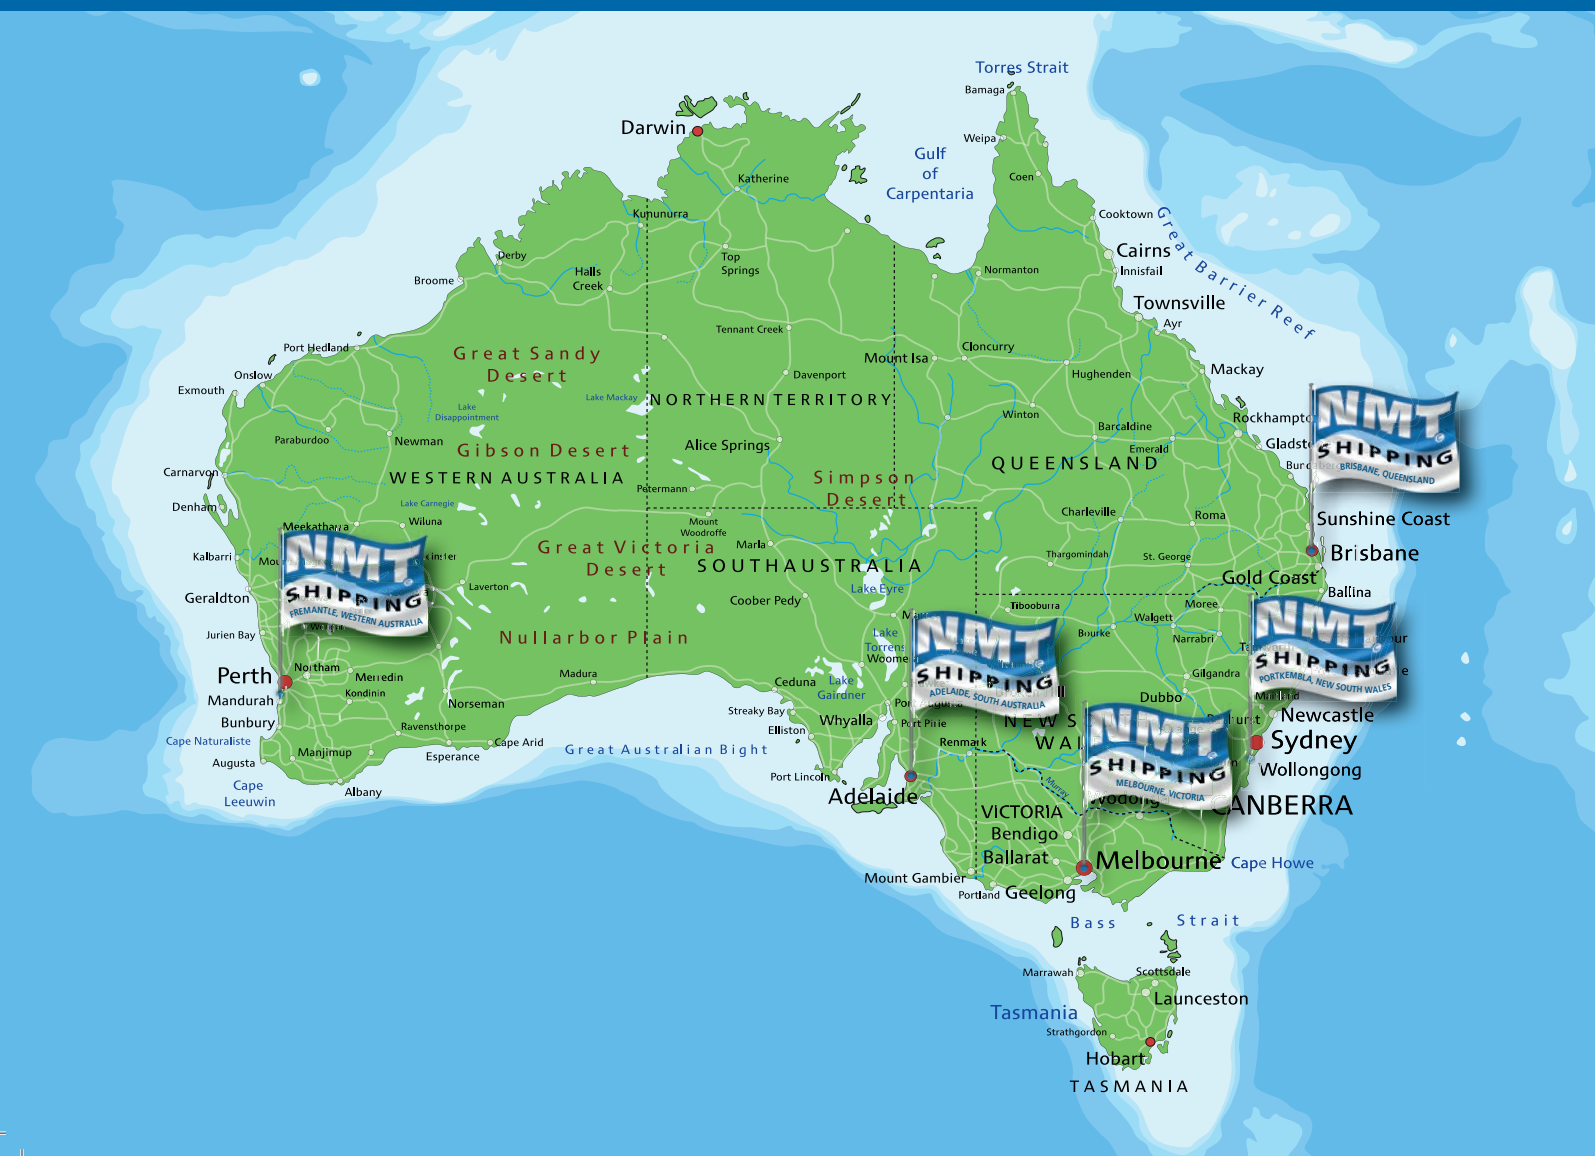 Torres Strait
Bamaga
Darwin
Weipa
Gulf
of
Carpentaria
Katherine
Coen
Kununurra
Cooktown
Great Barrier Reef
Cairns
Innisfail
Derby
Top
Springs
Halls
Creek
Broome
Normanton
Townsville
Ayr
Tennant Creek
Port Hedland
Great Sandy
Desert
Mount Isa
Cloncurry
Mackay
Onslow
Exmouth
Davenport
Hughenden
Lake Mackay
NORTHERN TERRITORY
Lake
Disappointment
Winton
Rockhampto
NMT
SHIPPING
BRISBANE, QUEENSLAND
Paraburdoo
Newman
Alice Springs
Barcaldine
Emerald
Gladsto
Gibson Desert
QUEENSLAND
Carnarvon
WESTERN AUSTRALIA
Simpson
Desert
Petermann
Denham
Lake Carnegie
Charleville
Roma
Sunshine Coast
Meekatharra
Wiluna
Mount
Woodroffe
Kalbarri
NMT
SHIPPING
FREMANTLE, WESTERN AUSTRALIA
Great Victoria
Desert
Marla
Thargomindah
St. George
Brisbane
SOUTH AUSTRALIA
Gold Coast
Geraldton
Laverton
Coober Pedy
Lake Eyre
Ballina
Tibooburra
Moree
Walgett
Jurien Bay
Nullarbor Plain
Lake
Torrens
Bourke
Narrabri
NMT
SHIPPING
PORTKEMBLA, NEW SOUTH WALES
NMT
SHIPPING
ADELAIDE, SOUTH AUSTRALIA
Woome
Perth
Northam
Merredin
Madura
Ceduna
Lake
Gairdner
Gilgandra
Mandurah
Kondinin
Norseman
Dubbo
Maitland
Bunbury
Ravensthorpe
Streaky Bay
Whyalla
Port Pirie
NEW S
WAL
Newcastle
Cape Naturaliste
Manjimup
Cape Arid
Elliston
Renmark
Sydney
Augusta
Esperance
Great Australian Bight
NMT
SHIPPING
MELBOURNE, VICTORIA
Wollongong
Cape
Leeuwin
Albany
Port Lincoln
Murray
Adelaide
Wodonga
CANBERRA
VICTORIA
Bendigo
Ballarat
Melbourne
Cape Howe
Mount Gambier
Portland
Geelong
Bass Strait
Marrawah
Scottsdale
Launceston
Tasmania
Strathgordon
Hobart
TASMANIA